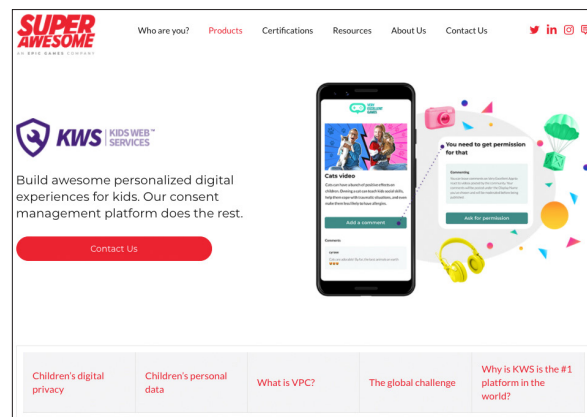 SUPER
AWESOME
AN EPIC GAMES COMPANY
Who are you?
Products
Certifications
Resources
About Us
Contact Us
KWS
KIDS WEB™
SERVICES
Build awesome personalized digital
experiences for kids. Our consent
management platform does the rest.
Contact Us
Cats video
Add a comment
Comments
You need to get permission
for that
Commenting
Ask for permission
Children's digital
privacy
Children's personal
data
What is VPC?
The global challenge
Why is KWS is the #1
platform in the
world?